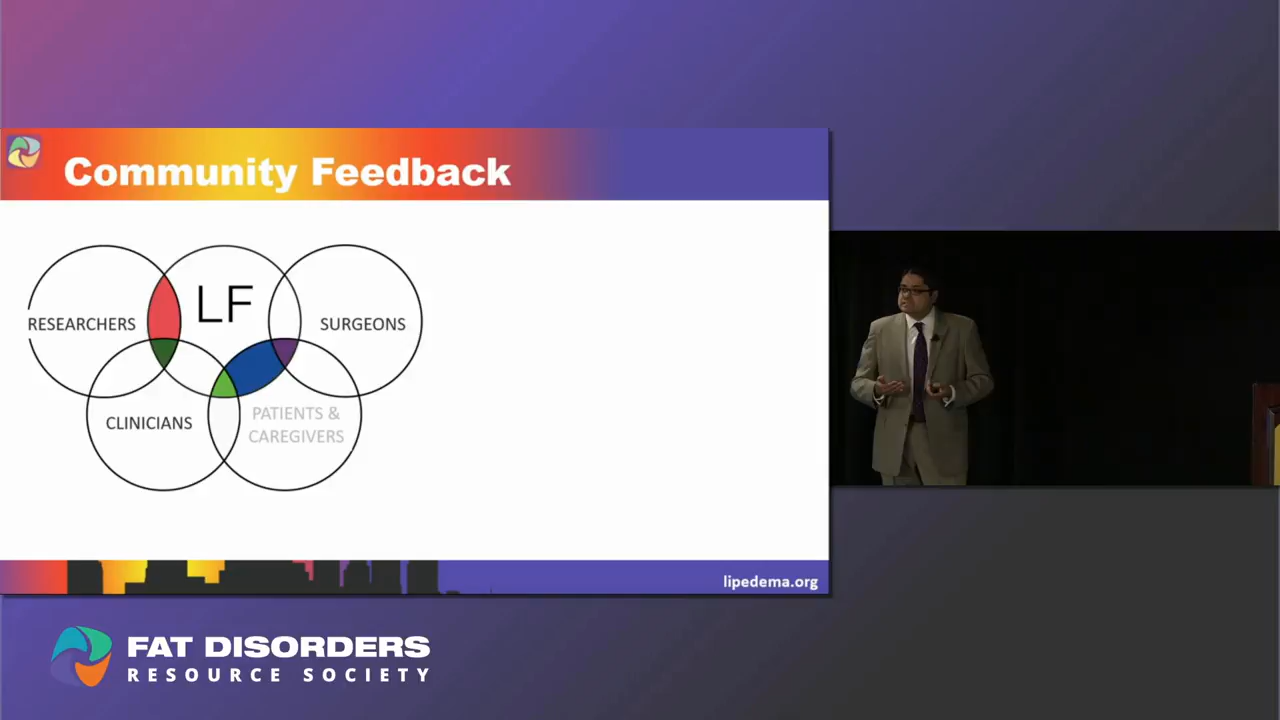 Community Feedback
LF
RESEARCHERS
SURGEONS
CLINICIANS
PATIENTS &
CAREGIVERS
lipedema.org
FAT DISORDERS
RESOURCE SOCIETY